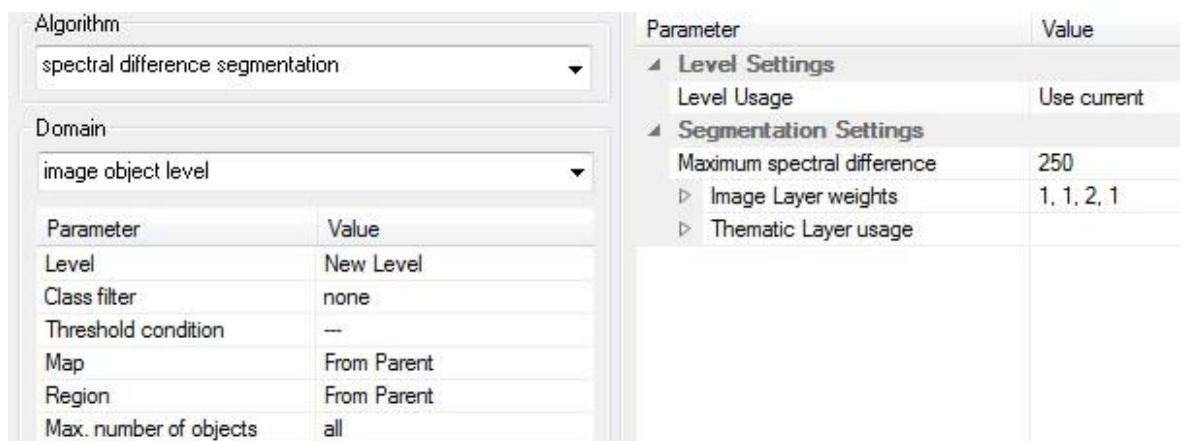 Algorithm
spectral difference segmentation
Domain
image object level
Parameter Value
Level New Level
Class filter none
Threshold condition ---
Map From Parent
Region From Parent
Max. number of objects all
Parameter Value
Level Settings
Level Usage Use current
Segmentation Settings
Maximum spectral difference 250
Image Layer weights 1, 1, 2, 1
Thematic Layer usage